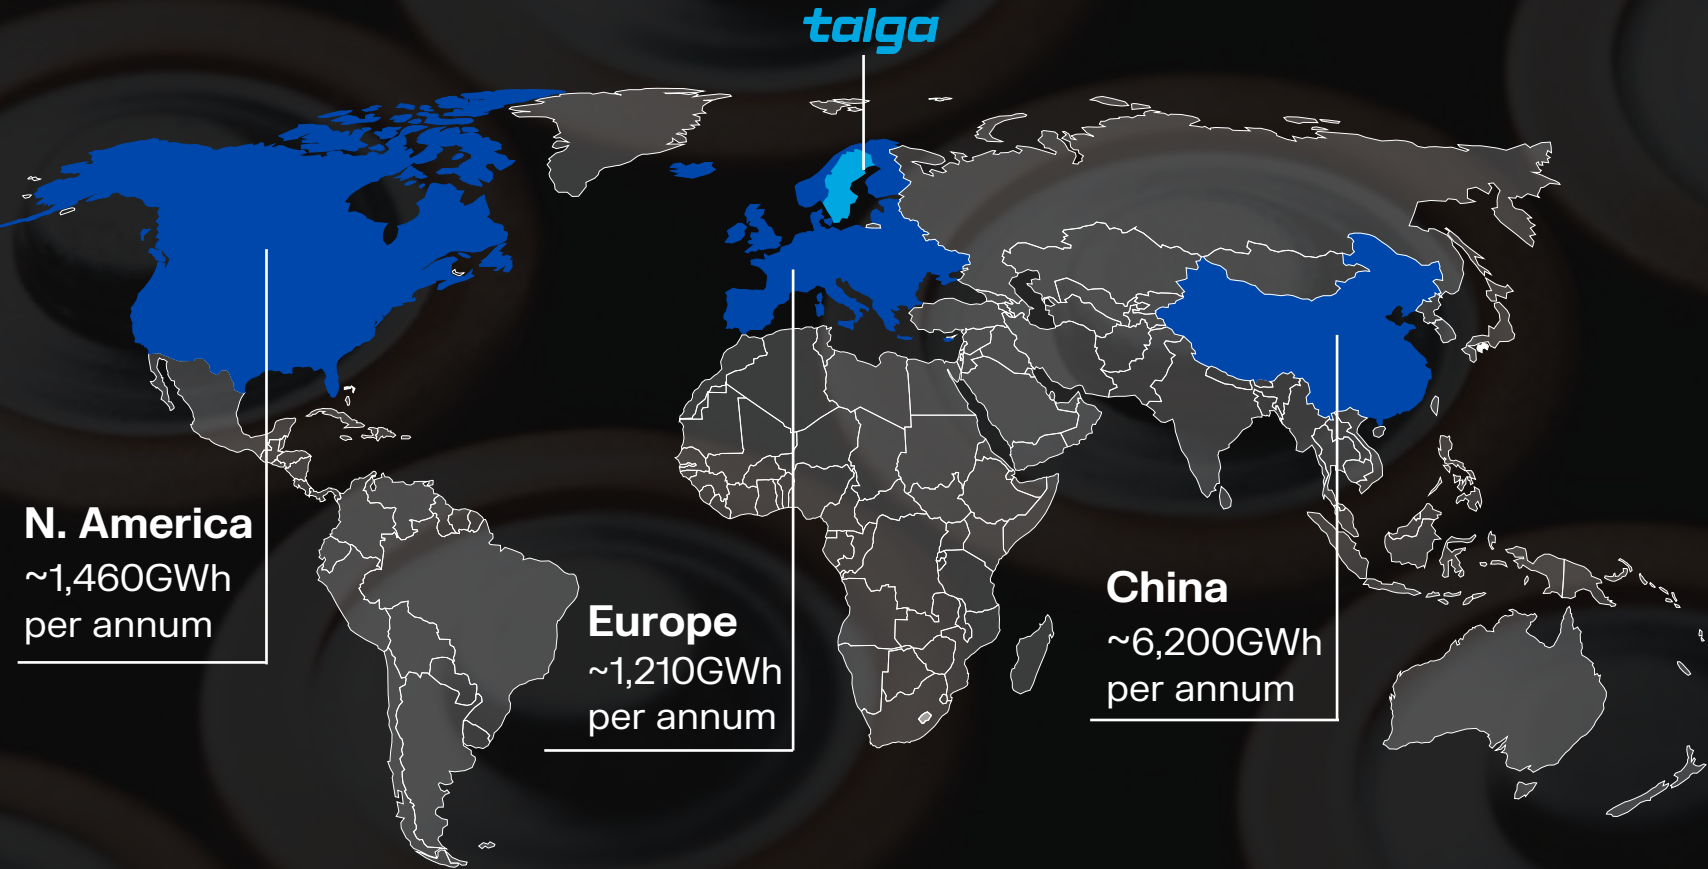 talga
N. America
~1,460GWh
per annum
Europe
~1,210GWh
per annum
China
~6,200GWh
per annum